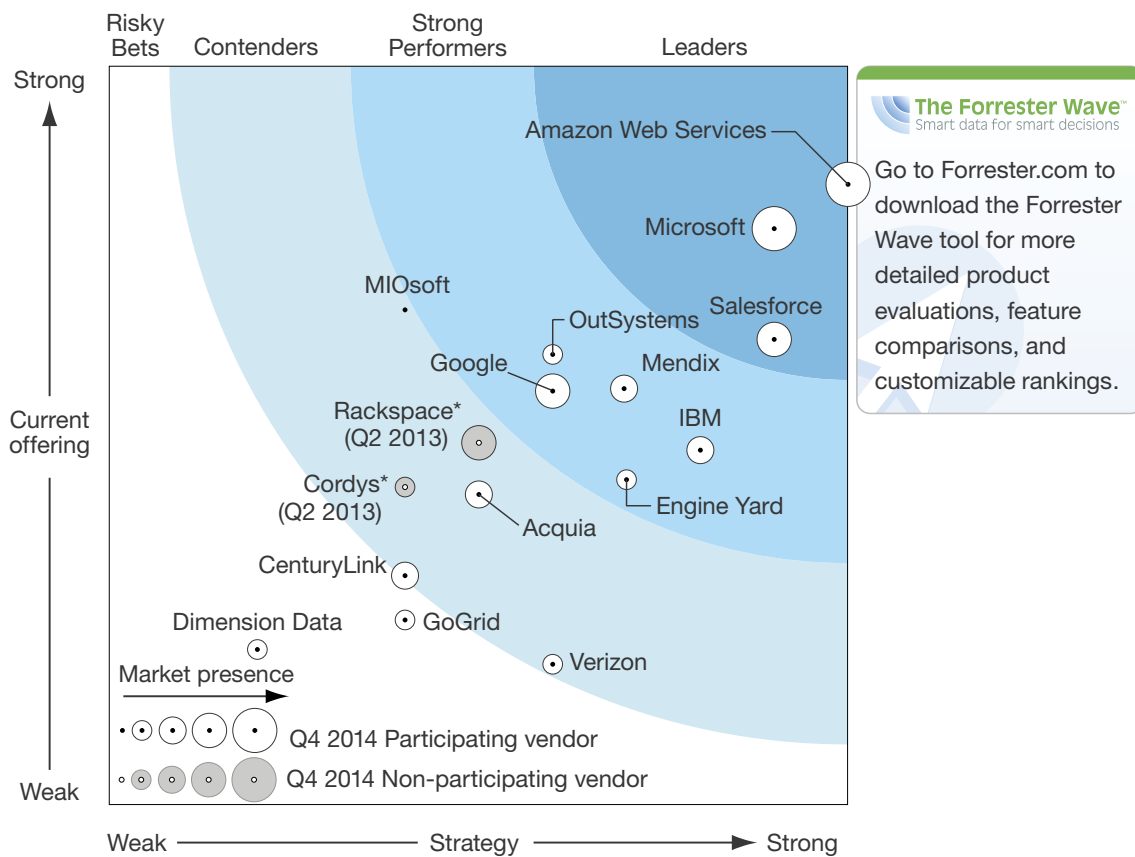 Risky
Bets
Contenders
Strong
Performers
Leaders
Strong
Current
offering
Weak
Amazon Web Services
Microsoft
MIOsoft
Salesforce
OutSystems
Google
Mendix
Rackspace*
(Q2 2013)
IBM
Cordys*
(Q2 2013)
Engine Yard
Acquia
CenturyLink
Dimension Data
GoGrid
Verizon
Market presence
Q4 2014 Participating vendor
Q4 2014 Non-participating vendor
Weak
Strategy
Strong
The Forrester Wave™
Smart data for smart decisions
Go to Forrester.com to
download the Forrester
Wave tool for more
detailed product
evaluations, feature
comparisons, and
customizable rankings.